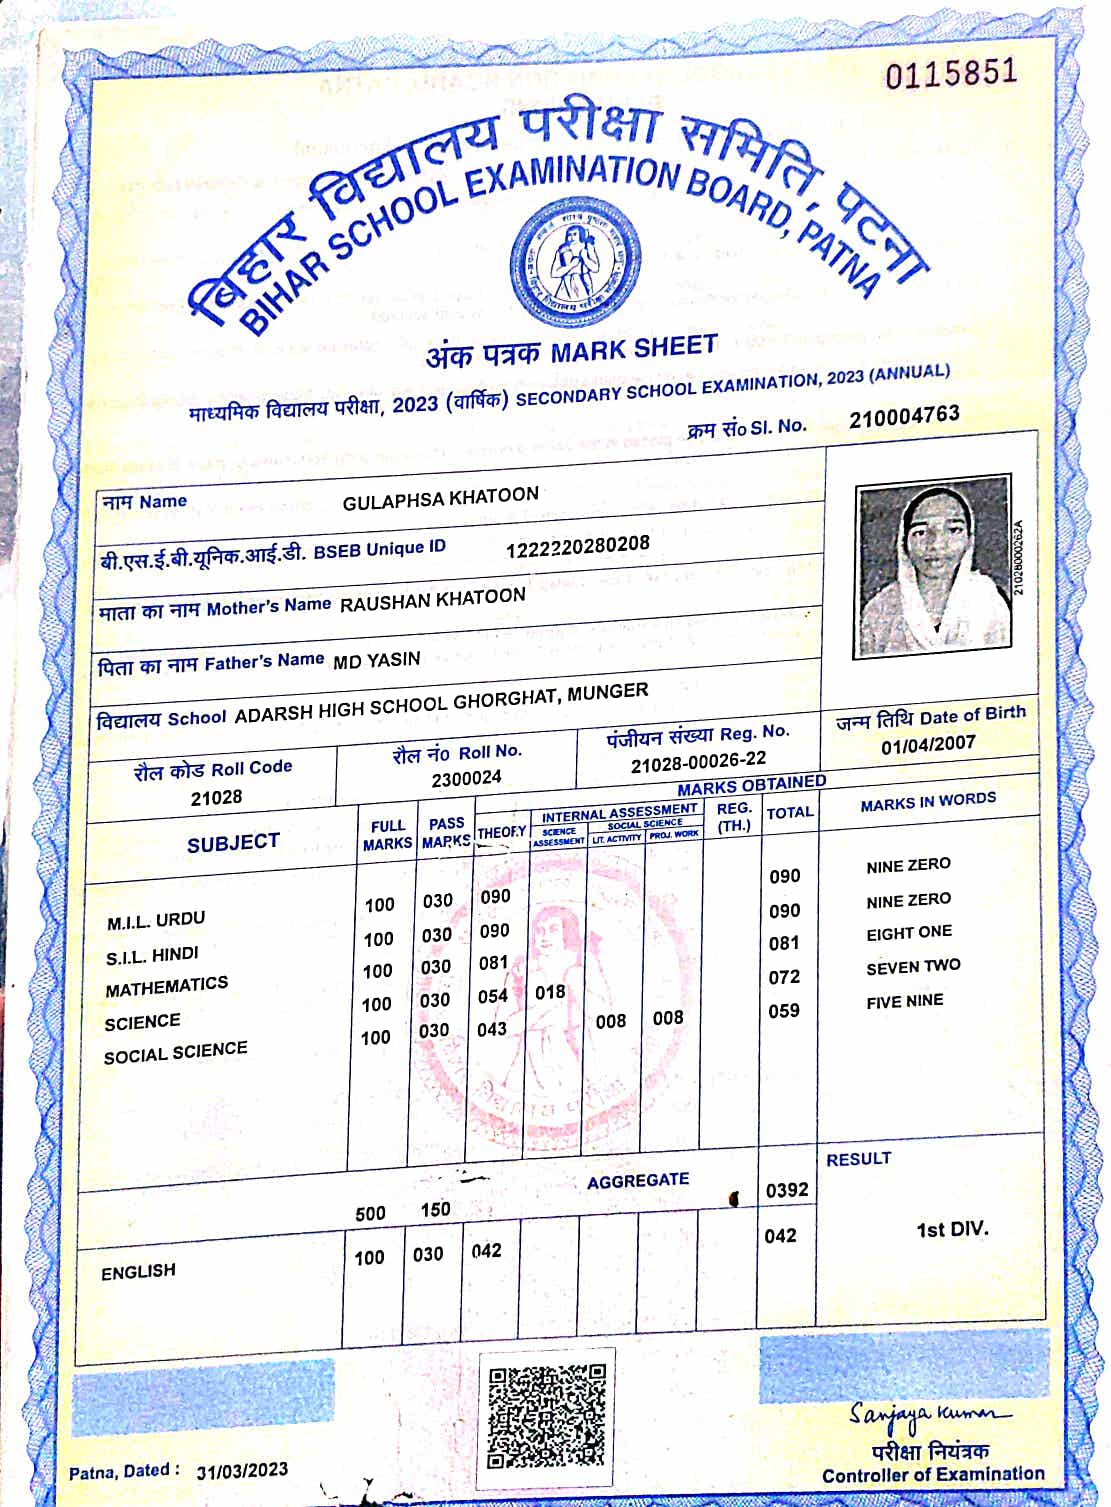 0115851
बिहार विद्यालय परीक्षा समिति, पटना
BIHAR SCHOOL EXAMINATION BOARD, PATNA
अंक पत्रक MARK SHEET
माध्यमिक विद्यालय परीक्षा, 2023 (वार्षिक) SECONDARY SCHOOL EXAMINATION, 2023 (ANNUAL)
क्रम सं० Sl. No. 210004763
नाम Name GULAPHSA KHATOON
बी.एस.ई.बी.यूनिक.आई.डी. BSEB Unique ID 1222220280208
माता का नाम Mother's Name RAUSHAN KHATOON
पिता का नाम Father's Name MD YASIN
विद्यालय School ADARSH HIGH SCHOOL GHORGHAT, MUNGER
21028000262A
रौल कोड Roll Code रौल नं० Roll No. पंजीयन संख्या Reg. No. जन्म तिथि Date of Birth
21028 2300024 21028-00026-22 01/04/2007
MARKS OBTAINED
SUBJECT FULL MARKS PASS MARKS THEORY INTERNAL ASSESSMENT REG. (TH.) TOTAL MARKS IN WORDS
SCIENCE ASSESSMENT SOCIAL SCIENCE LIT. ACTIVITY PROJ. WORK
M.I.L. URDU 100 030 090 090 NINE ZERO
S.I.L. HINDI 100 030 090 090 NINE ZERO
MATHEMATICS 100 030 081 081 EIGHT ONE
SCIENCE 100 030 054 018 072 SEVEN TWO
SOCIAL SCIENCE 100 030 043 008 008 059 FIVE NINE
500 150 AGGREGATE 0392 RESULT
ENGLISH 100 030 042 042 1st DIV.
Patna, Dated : 31/03/2023
Sanjaya Kumar
परीक्षा नियंत्रक
Controller of Examination